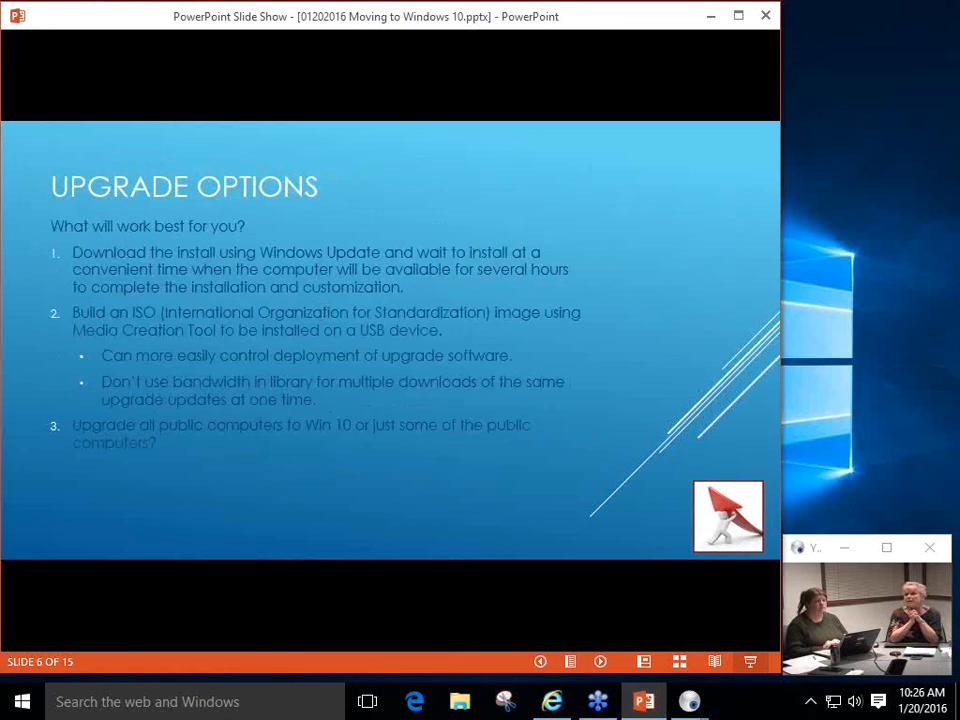 PowerPoint Slide Show - [01202016 Moving to Windows 10.pptx] - PowerPoint
UPGRADE OPTIONS
What will work best for you?
1. Download the install using Windows Update and wait to install at a
convenient time when the computer will be available for several hours
to complete the installation and customization.
2. Build an ISO (International Organization for Standardization) image using
Media Creation Tool to be installed on a USB device.
• Can more easily control deployment of upgrade software.
• Don't use bandwidth in library for multiple downloads of the same
upgrade updates at one time.
3. Upgrade all public computers to Win 10 or just some of the public
computers?
Y..
SLIDE 6 OF 15
Search the web and Windows
10:26 AM
1/20/2016